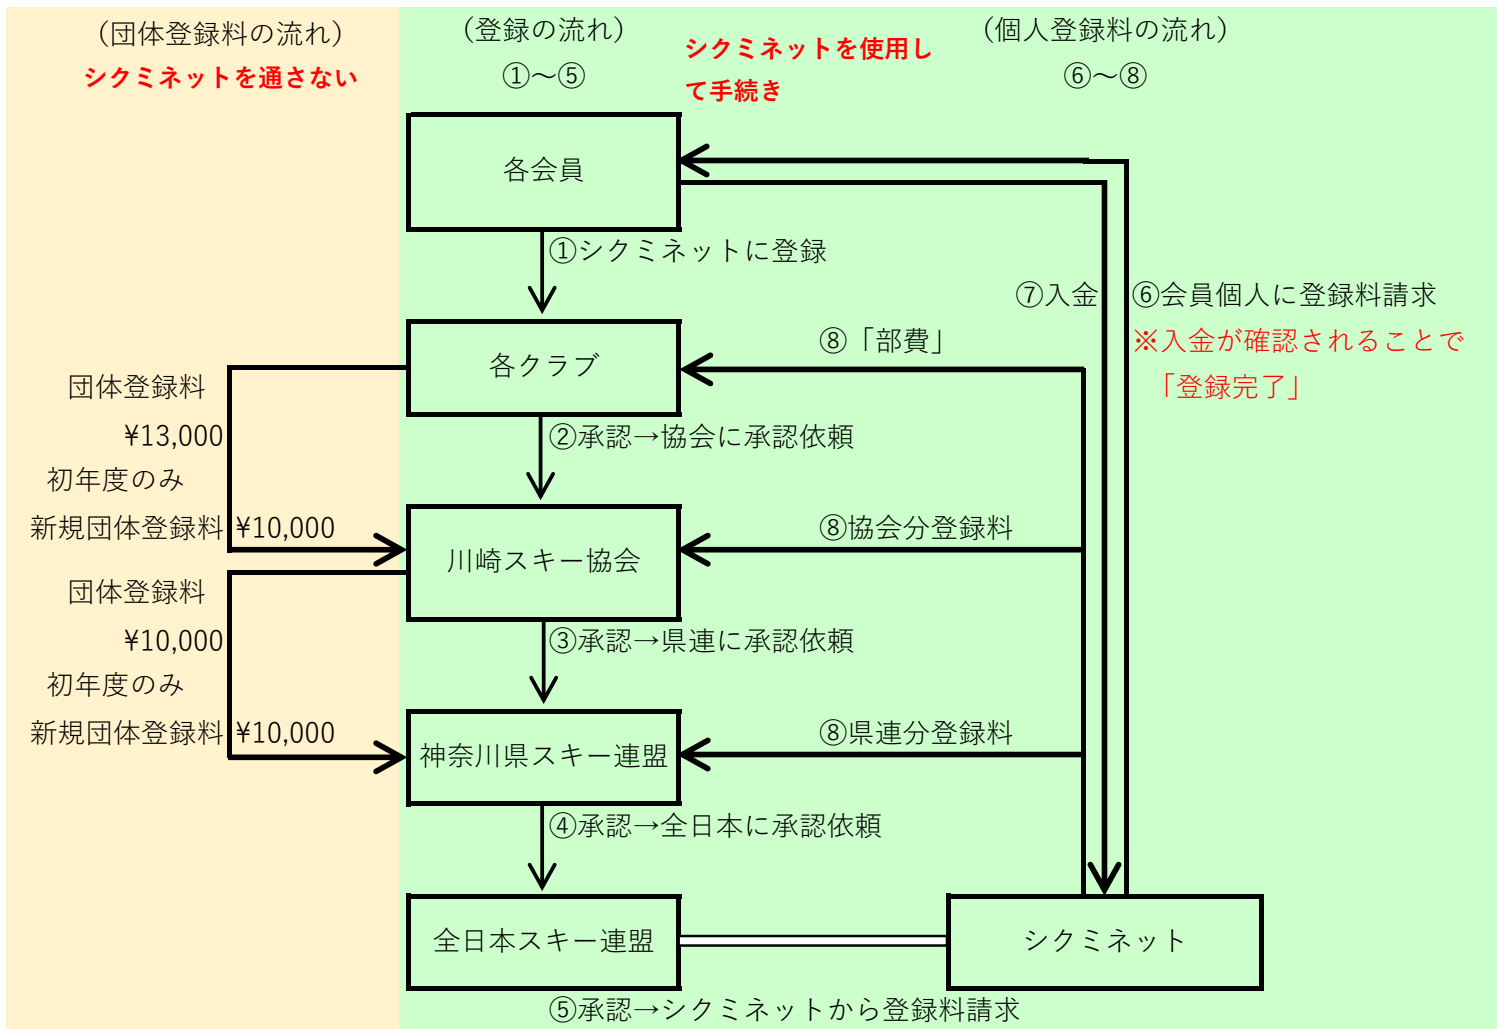 （団体登録料の流れ）
シクミネットを通さない
（登録の流れ）
①～⑤
シクミネットを使用し
て手続き
（個人登録料の流れ）
⑥～⑧
各会員
①シクミネットに登録
⑦入金
⑥会員個人に登録料請求
※入金が確認されることで
「登録完了」
⑧「部費」
各クラブ
団体登録料
¥13,000
初年度のみ
新規団体登録料 ¥10,000
②承認→協会に承認依頼
⑧協会分登録料
川崎スキー協会
団体登録料
¥10,000
初年度のみ
新規団体登録料 ¥10,000
③承認→県連に承認依頼
⑧県連分登録料
神奈川県スキー連盟
④承認→全日本に承認依頼
全日本スキー連盟
シクミネット
⑤承認→シクミネットから登録料請求